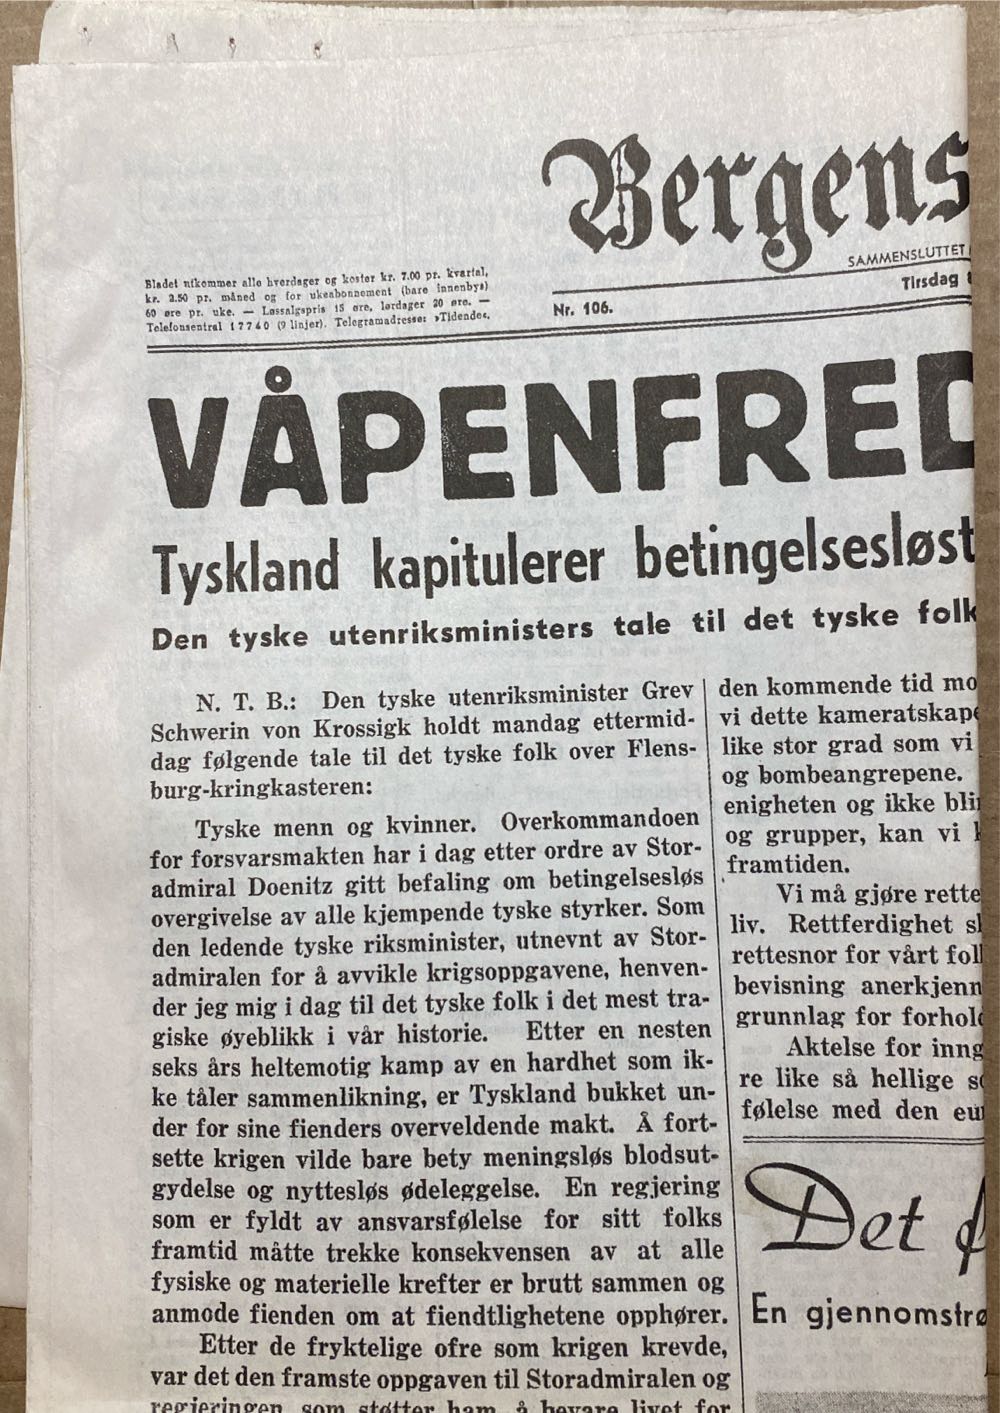 Bergens
SAMMENSLUTTET
Tirsdag
Bladet utkommer alle hverdager og koster kr. 7.00 pr. kvartal,
kr. 2.50 pr. måned og for ukeabonnement (bare innenbys)
60 øre pr. uke. — Løssalgspris 15 øre, lørdager 20 øre. —
Telefonsentral 17740 (9 linjer). Telegramadresse: »Tidende«.
Nr. 106.
VÅPENFRED
Tyskland kapitulerer betingelsesløst
Den tyske utenriksministers tale til det tyske folk
N. T. B.: Den tyske utenriksminister Grev
Schwerin von Krossigk holdt mandag ettermid-
dag følgende tale til det tyske folk over Flens-
burg-kringkasteren:
Tyske menn og kvinner. Overkommandoen
for forsvarsmakten har i dag etter ordre av Stor-
admiral Doenitz gitt befaling om betingelsesløs
overgivelse av alle kjempende tyske styrker. Som
den ledende tyske riksminister, utnevnt av Stor-
admiralen for å avvikle krigsoppgavene, henven-
der jeg mig i dag til det tyske folk i det mest tra-
giske øyeblikk i vår historie. Etter en nesten
seks års heltemotig kamp av en hardhet som ik-
ke tåler sammenlikning, er Tyskland bukket un-
der for sine fienders overveldende makt. Å fort-
sette krigen vilde bare bety meningsløs blodsut-
gydelse og nyttesløs ødeleggelse. En regjering
som er fyldt av ansvarsfølelse for sitt folks
framtid måtte trekke konsekvensen av at alle
fysiske og materielle krefter er brutt sammen og
anmode fienden om at fiendtlighetene opphører.
Etter de fryktelige ofre som krigen krevde,
var det den framste oppgaven til Storadmiralen og
regjeringen som støtter ham, å bevare livet for
den kommende tid mo
vi dette kameratskape
like stor grad som vi
og bombeangrepene.
enigheten og ikke bli
og grupper, kan vi
framtiden.
Vi må gjøre rette
liv. Rettferdighet s
rettesnor for vårt fol
bevisning anerkjenn
grunnlag for forhol
Aktelse for inng
re like så hellige s
følelse med den eu
Det
En gjennomstrø